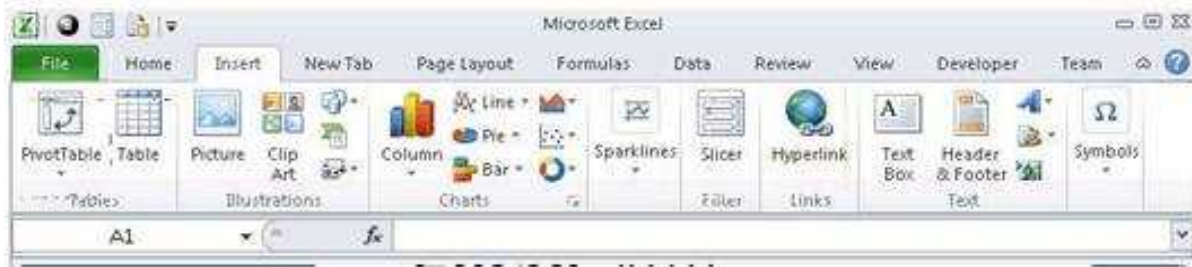 Microsoft Excel
File Home Insert New Tab Page Layout Formulas Data Review View Developer Team
PivotTable Table Picture Clip Art Column Line Pie Bar Sparklines Slicer Hyperlink Text Box Header & Footer Symbols
Tables Illustrations Charts Filter Links Text
A1 fx